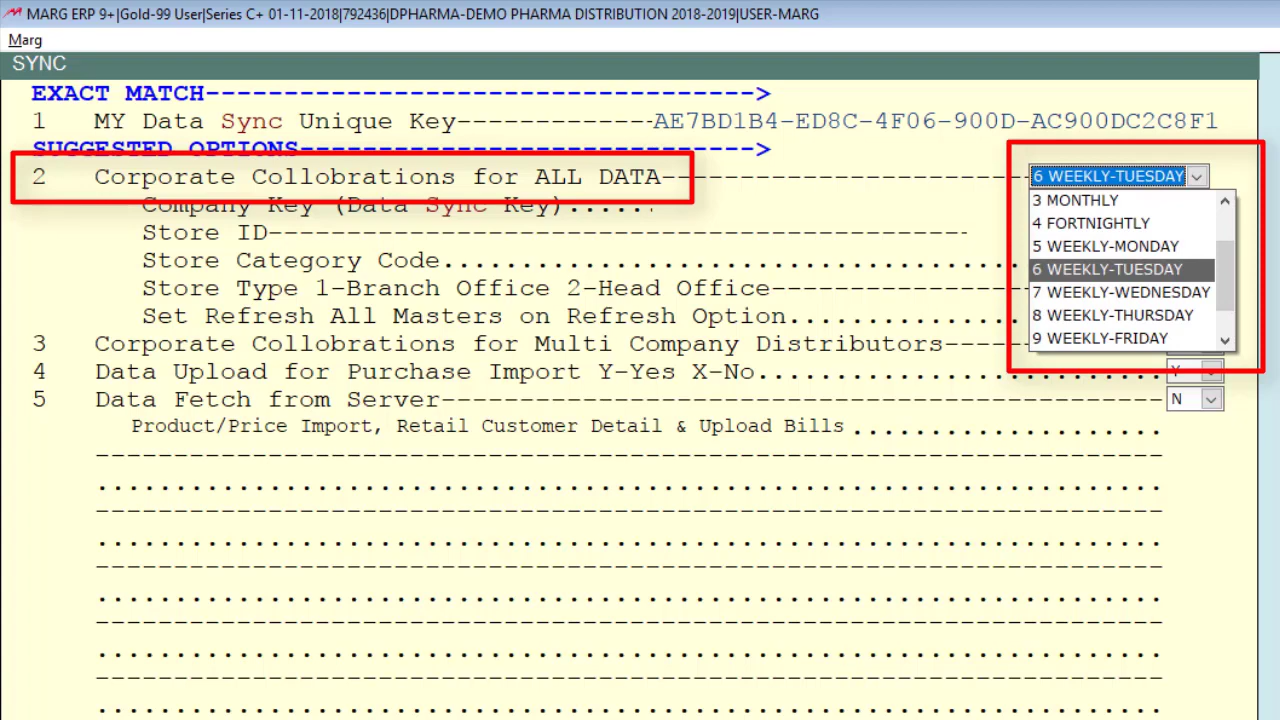 MARG ERP 9+|Gold-99 User|Series C+ 01-11-2018|792436|DPHARMA-DEMO PHARMA DISTRIBUTION 2018-2019|USER-MARG
Marg
SYNC
EXACT MATCH----------------------------------->
1 MY Data Sync Unique Key-------------AE7BD1B4-ED8C-4F06-900D-AC900DC2C8F1
SUGGESTED OPTIONS----------------------------->
2 Corporate Collobrations for ALL DATA----------------------- 6 WEEKLY-TUESDAY
3 MONTHLY
4 FORTNIGHTLY
5 WEEKLY-MONDAY
6 WEEKLY-TUESDAY
7 WEEKLY-WEDNESDAY
8 WEEKLY-THURSDAY
9 WEEKLY-FRIDAY
Company Key (Data Sync Key)......
Store ID---------------------------------------------
Store Category Code.....................................
Store Type 1-Branch Office 2-Head Office-----------------
Set Refresh All Masters on Refresh Option...............
3 Corporate Collobrations for Multi Company Distributors------
4 Data Upload for Purchase Import Y-Yes X-No.......................... Y
5 Data Fetch from Server---------------------------------------------- N
Product/Price Import, Retail Customer Detail & Upload Bills ....................